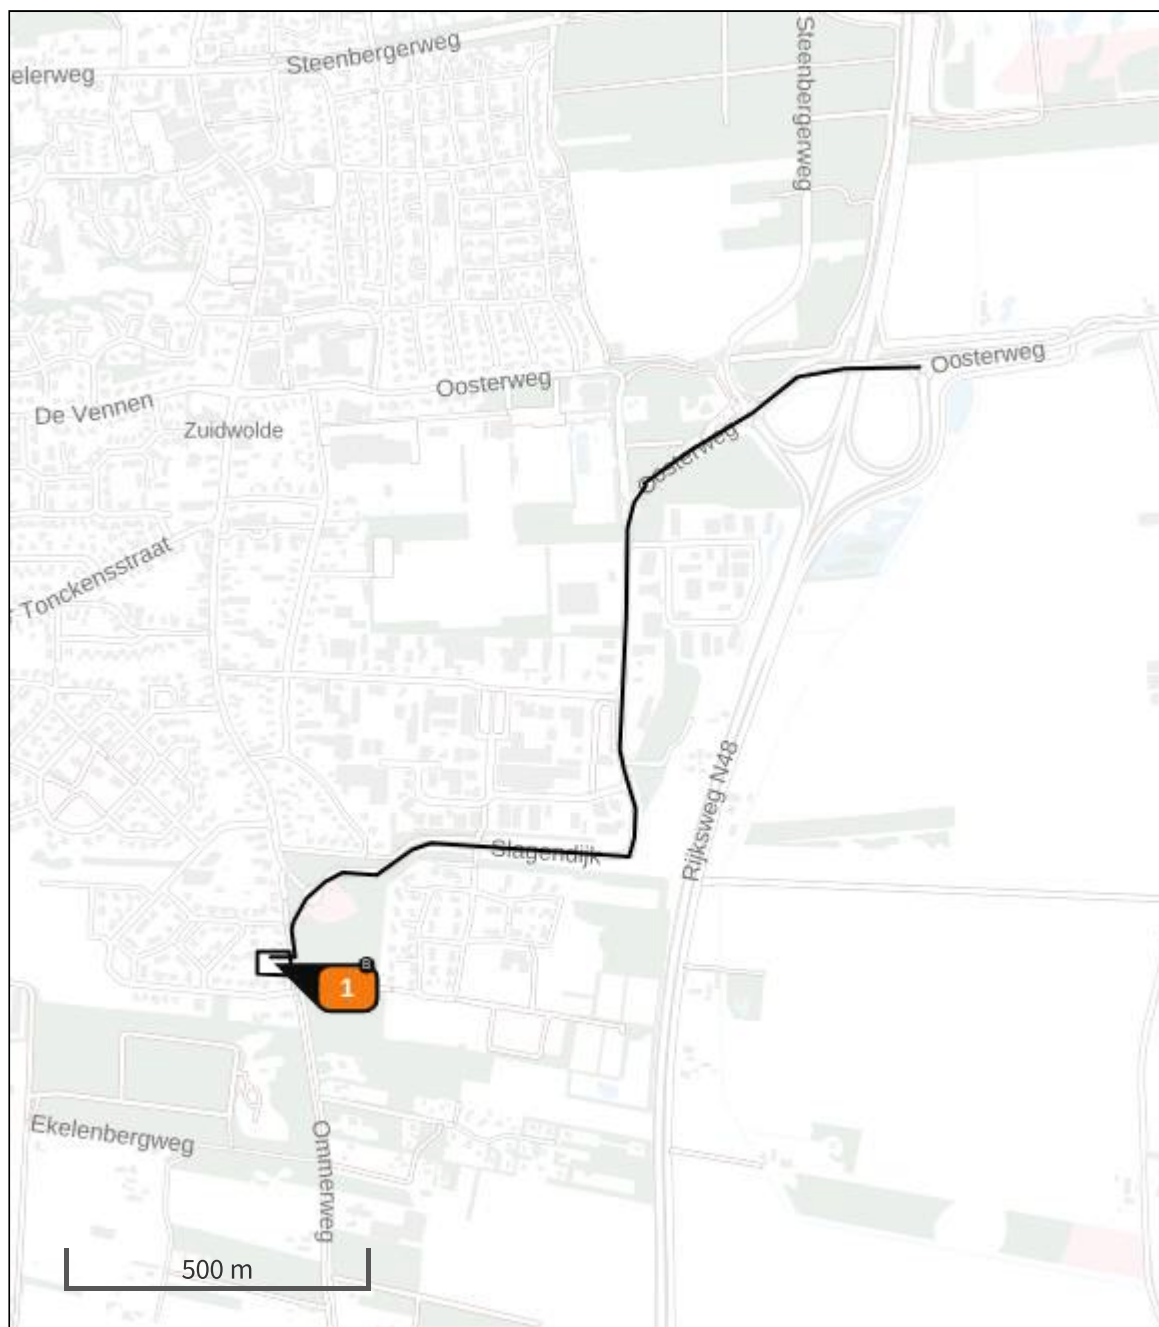 Steenbergerweg
elerweg
Steenbergerweg
Oosterweg
Oosterweg
De Vennen
Zuidwolde
Oosterweg
Tonckensstraat
Rijksweg N48
Slagendijk
B
1
Ekelenbergweg
Ommerweg
500 m